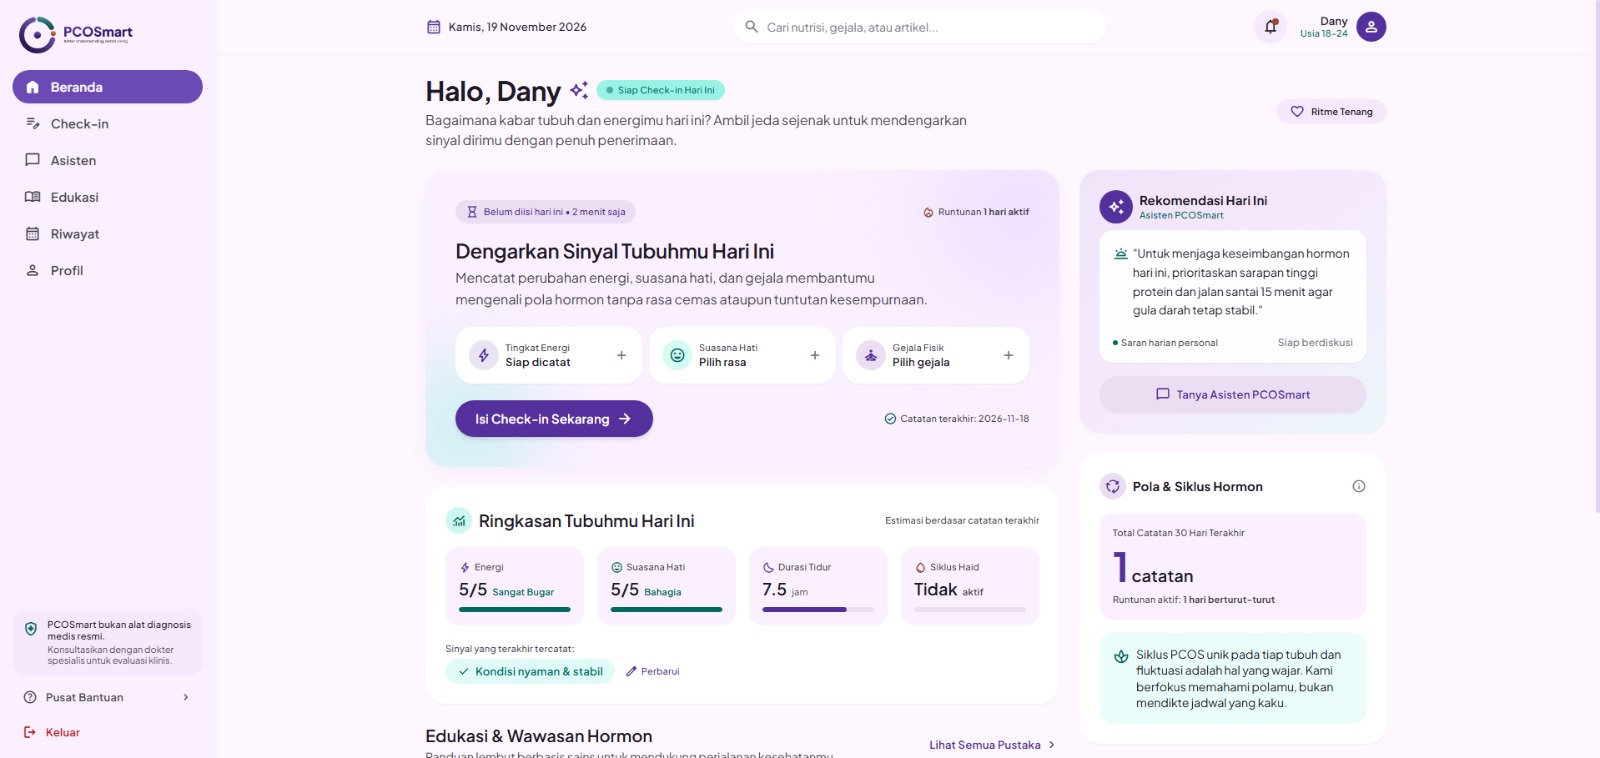 PCOSmart
Beranda
Check-in
Asisten
Edukasi
Riwayat
Profil
PCOSmart bukan alat diagnosis
medis resmi.
Konsultasikan dengan dokter
spesialis untuk evaluasi klinis.
Pusat Bantuan
Keluar
Kamis, 19 November 2026
Cari nutrisi, gejala, atau artikel...
Dany
Usia 18-24
Halo, Dany
Siap Check-in Hari Ini
Bagaimana kabar tubuh dan energimu hari ini? Ambil jeda sejenak untuk mendengarkan
sinyal dirimu dengan penuh penerimaan.
Ritme Tenang
Belum diisi hari ini • 2 menit saja
Runtunan 1 hari aktif
Dengarkan Sinyal Tubuhmu Hari Ini
Mencatat perubahan energi, suasana hati, dan gejala membantumu
mengenali pola hormon tanpa rasa cemas ataupun tuntutan kesempurnaan.
Tingkat Energi
Siap dicatat
+
Suasana Hati
Pilih rasa
+
Gejala Fisik
Pilih gejala
+
Isi Check-in Sekarang →
Catatan terakhir: 2026-11-18
Ringkasan Tubuhmu Hari Ini
Estimasi berdasar catatan terakhir
Energi
5/5 Sangat Bugar
Suasana Hati
5/5 Bahagia
Durasi Tidur
7.5 jam
Siklus Haid
Tidak aktif
Sinyal yang terakhir tercatat:
Kondisi nyaman & stabil
Perbarui
Edukasi & Wawasan Hormon
Lihat Semua Pustaka
Panduan lembut berbasis sains untuk mendukung perjalanan kesehatanmu
Rekomendasi Hari Ini
Asisten PCOSmart
"Untuk menjaga keseimbangan hormon
hari ini, prioritaskan sarapan tinggi
protein dan jalan santai 15 menit agar
gula darah tetap stabil."
Saran harian personal
Siap berdiskusi
Tanya Asisten PCOSmart
Pola & Siklus Hormon
Total Catatan 30 Hari Terakhir
1 catatan
Runtunan aktif: 1 hari berturut-turut
Siklus PCOS unik pada tiap tubuh dan
fluktuasi adalah hal yang wajar. Kami
berfokus memahami polamu, bukan
mendikte jadwal yang kaku.